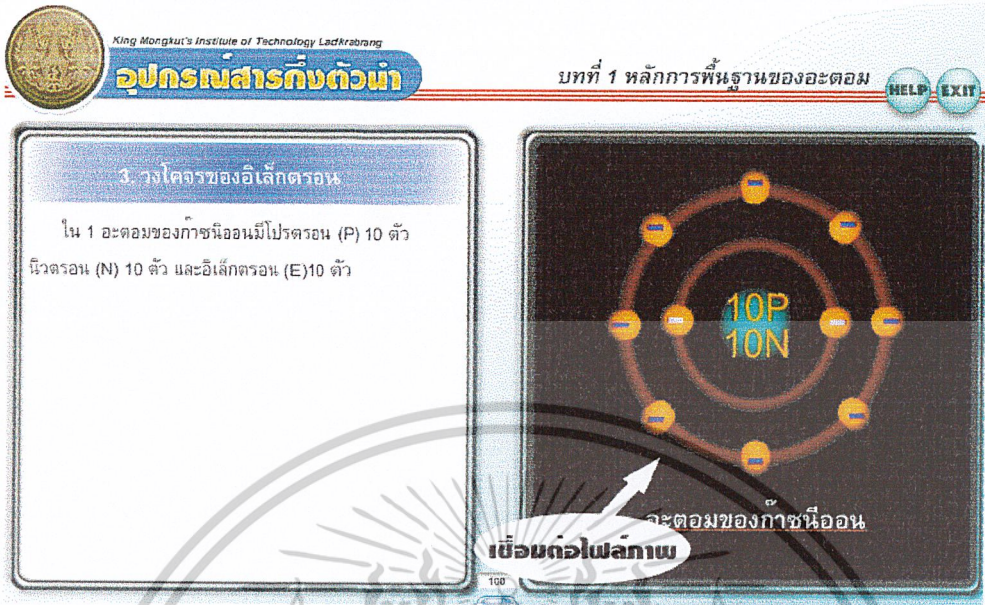 King Mongkut's Institute of Technology Ladkrabang
อุปกรณ์สารกึ่งตัวนำ
บทที่ 1 หลักการพื้นฐานของอะตอม
HELP EXIT
3. วงโคจรของอิเล็กตรอน
ใน 1 อะตอมของก๊าซนีออนมีโปรตรอน (P) 10 ตัว
นิวตรอน (N) 10 ตัว และอิเล็กตรอน (E)10 ตัว
10P
10N
อะตอมของก๊าซนีออน
เชื่อมต่อไฟล์ภาพ
100